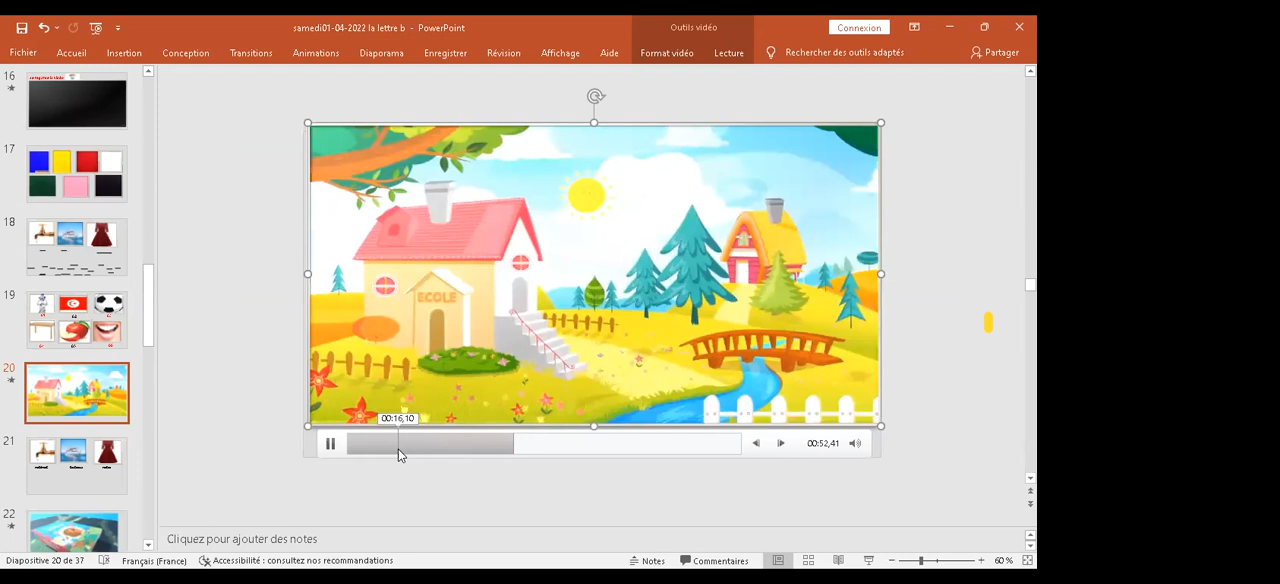 samedi01-04-2022 la lettre b - PowerPoint
Outils vidéo
Connexion
Fichier Accueil Insertion Conception Transitions Animations Diaporama Enregistrer Révision Affichage Aide Format vidéo Lecture Rechercher des outils adaptés Partager
16
17
18
19
20
21
22
ECOLE
00:16,10
00:52,41
Cliquez pour ajouter des notes
Diapositive 20 de 37 Français (France) Accessibilité : consultez nos recommandations Notes Commentaires 60 %